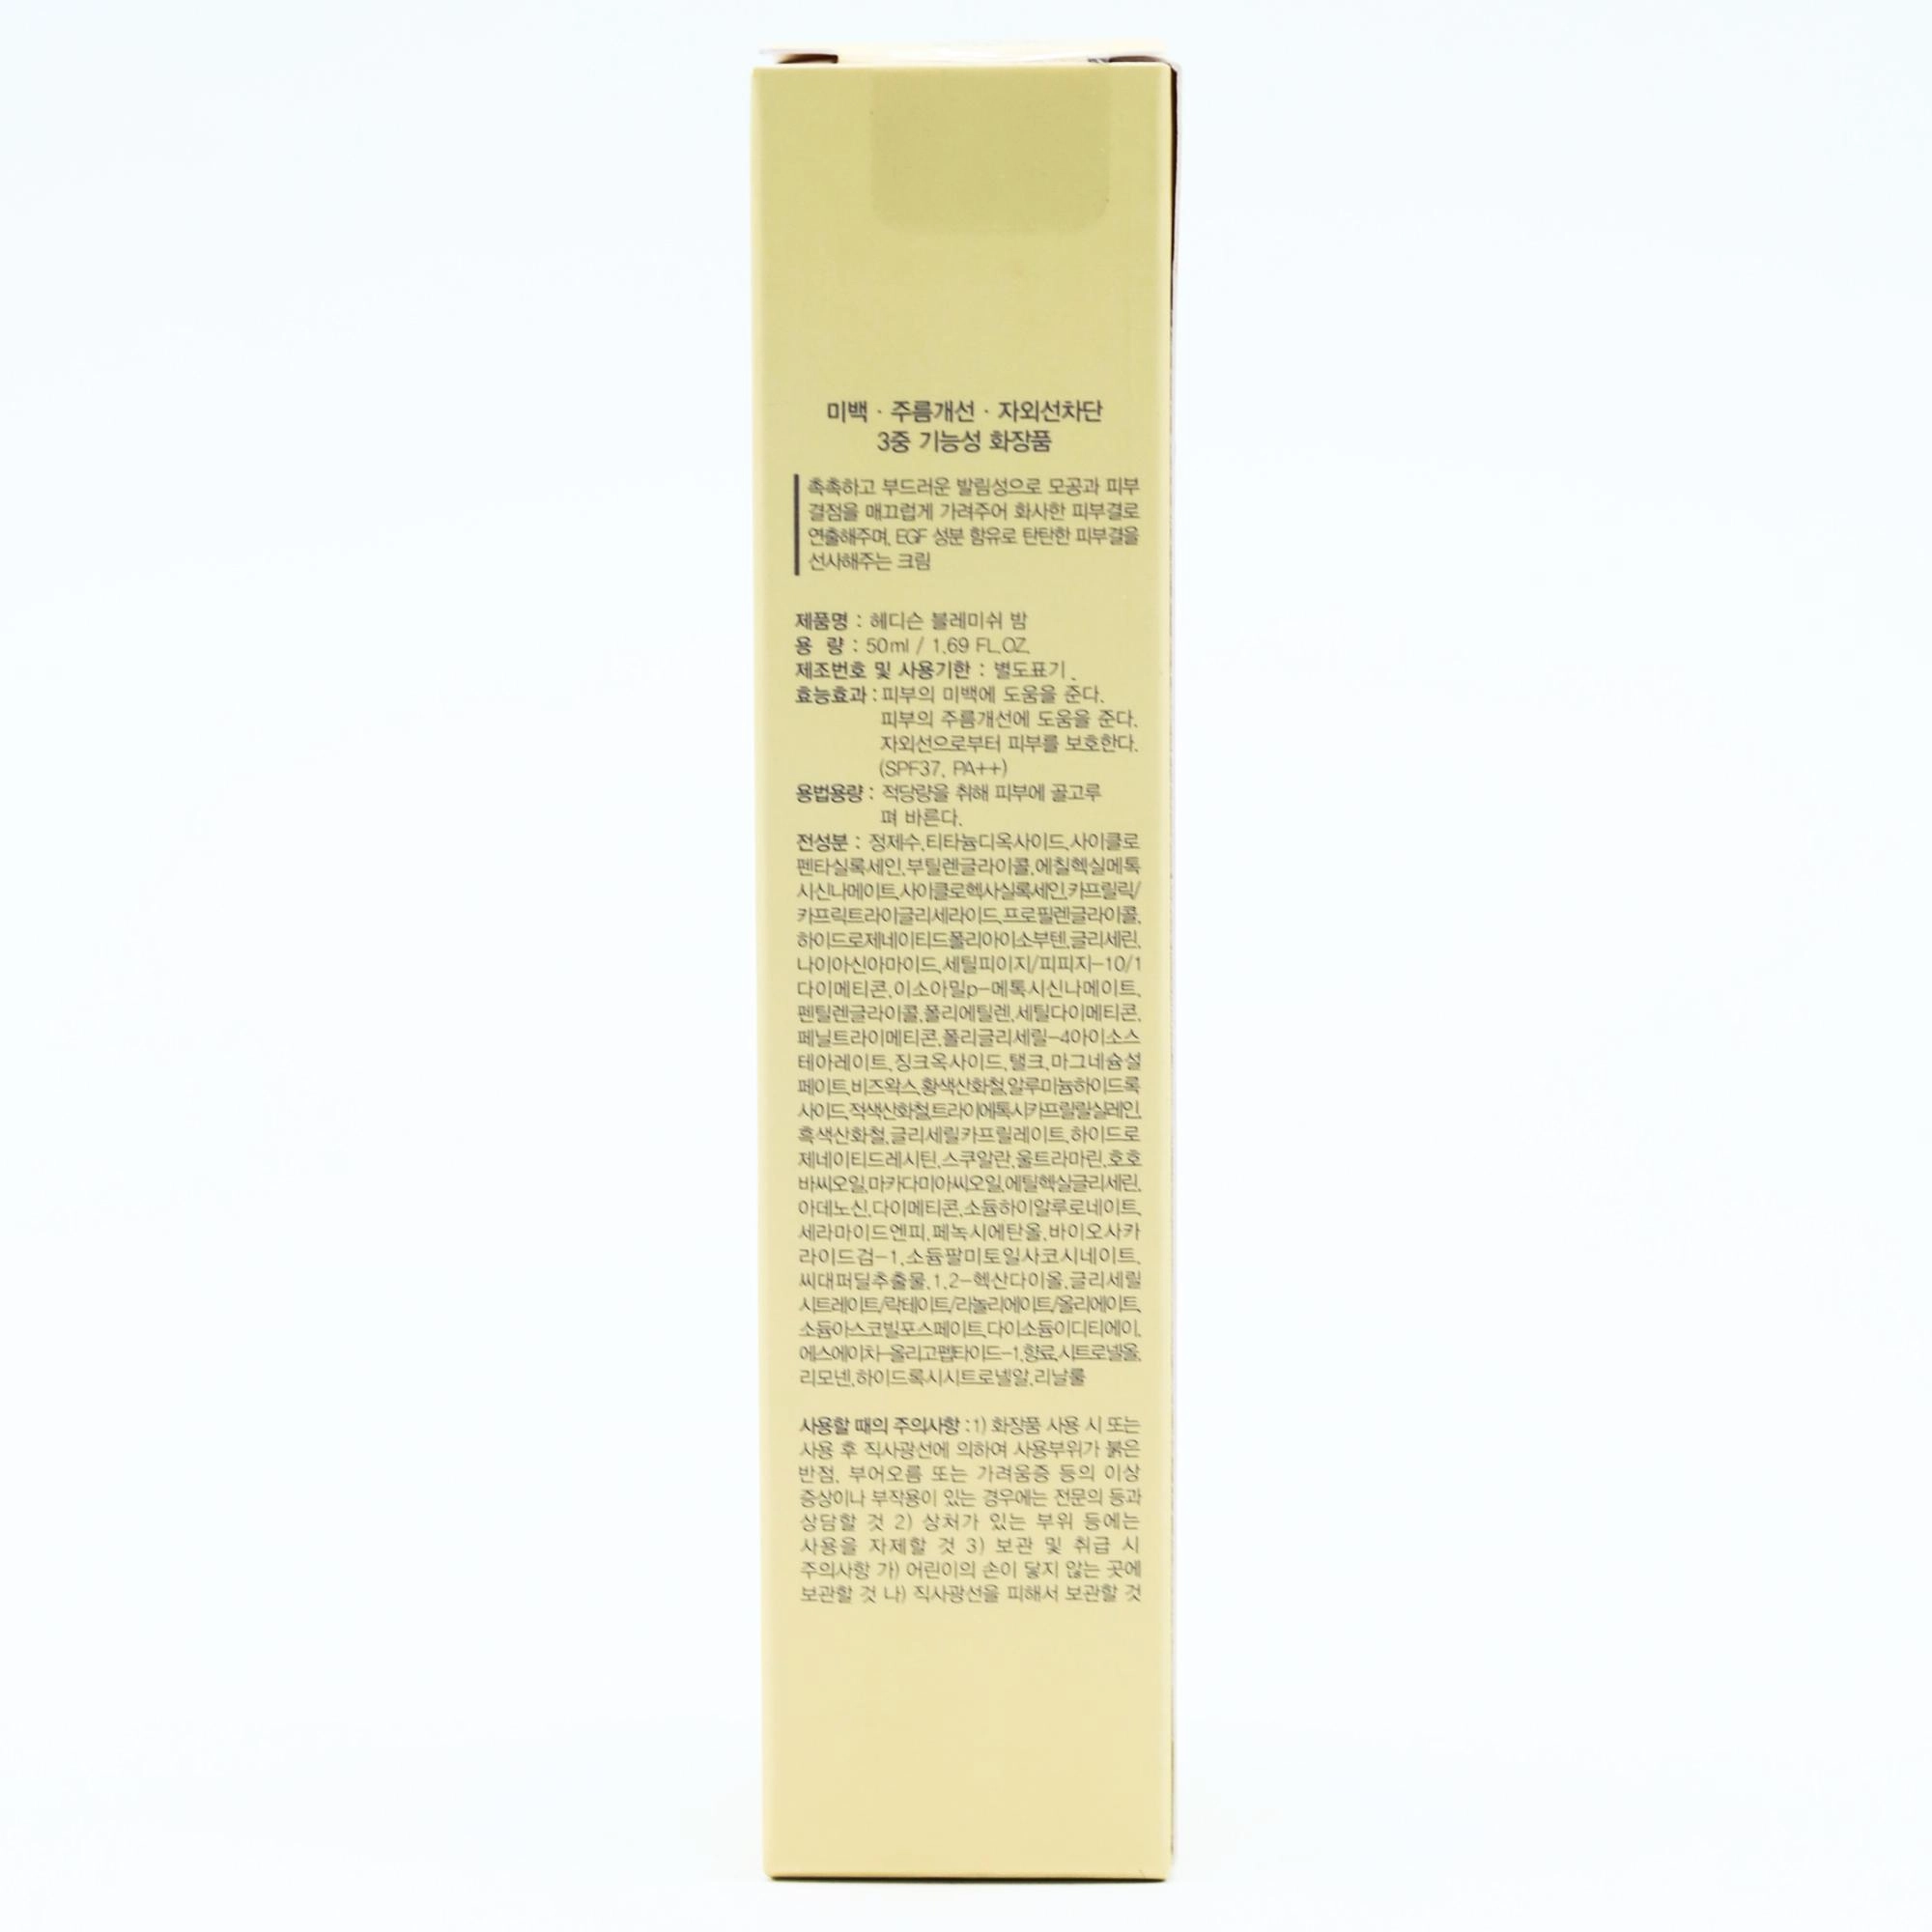 미백 · 주름개선 · 자외선차단
3중 기능성 화장품
촉촉하고 부드러운 발림성으로 모공과 피부
결점을 매끄럽게 가려주어 화사한 피부결로
연출해주며, EGF 성분 함유로 탄탄한 피부결을
선사해주는 크림
제품명 : 헤디슨 블레미쉬 밤
용 량 : 50ml / 1.69 FL.OZ.
제조번호 및 사용기한 : 별도표기
효능효과 : 피부의 미백에 도움을 준다.
피부의 주름개선에 도움을 준다.
자외선으로부터 피부를 보호한다.
(SPF37, PA++)
용법용량 : 적당량을 취해 피부에 골고루
펴 바른다.
전성분 : 정제수,티타늄디옥사이드,사이클로
펜타실록세인,부틸렌글라이콜,에칠헥실메톡
시신나메이트,사이클로헥사실록세인,카프릴릭/
카프릭트라이글리세라이드,프로필렌글라이콜,
하이드로제네이티드폴리아이소부텐,글리세린,
나이아신아마이드,세틸피이지/피피지-10/1
다이메티콘,이소아밀p-메톡시신나메이트,
펜틸렌글라이콜,폴리에틸렌,세틸다이메티콘,
페닐트라이메티콘,폴리글리세릴-4아이소스
테아레이트,징크옥사이드,탤크,마그네슘설
페이트,비즈왁스,황색산화철,알루미늄하이드록
사이드,적색산화철,트라이에톡시카프릴릴실레인,
흑색산화철,글리세릴카프릴레이트,하이드로
제네이티드레시틴,스쿠알란,울트라마린,호호
바씨오일,마카다미아씨오일,에틸헥실글리세린,
아데노신,다이메티콘,소듐하이알루로네이트,
세라마이드엔피,페녹시에탄올,바이오사카
라이드검-1,소듐팔미토일사코시네이트,
씨대퍼딜추출물,1,2-헥산다이올,글리세릴
시트레이트/락테이트/리놀리에이트/올리에이트,
소듐아스코빌포스페이트,다이소듐이디티에이,
에스에이치-올리고펩타이드-1,향료,시트로넬올,
리모넨,하이드록시시트로넬알,리날룰
사용할 때의 주의사항 : 1) 화장품 사용 시 또는
사용 후 직사광선에 의하여 사용부위가 붉은
반점, 부어오름 또는 가려움증 등의 이상
증상이나 부작용이 있는 경우에는 전문의 등과
상담할 것 2) 상처가 있는 부위 등에는
사용을 자제할 것 3) 보관 및 취급 시
주의사항 가) 어린이의 손이 닿지 않는 곳에
보관할 것 나) 직사광선을 피해서 보관할 것